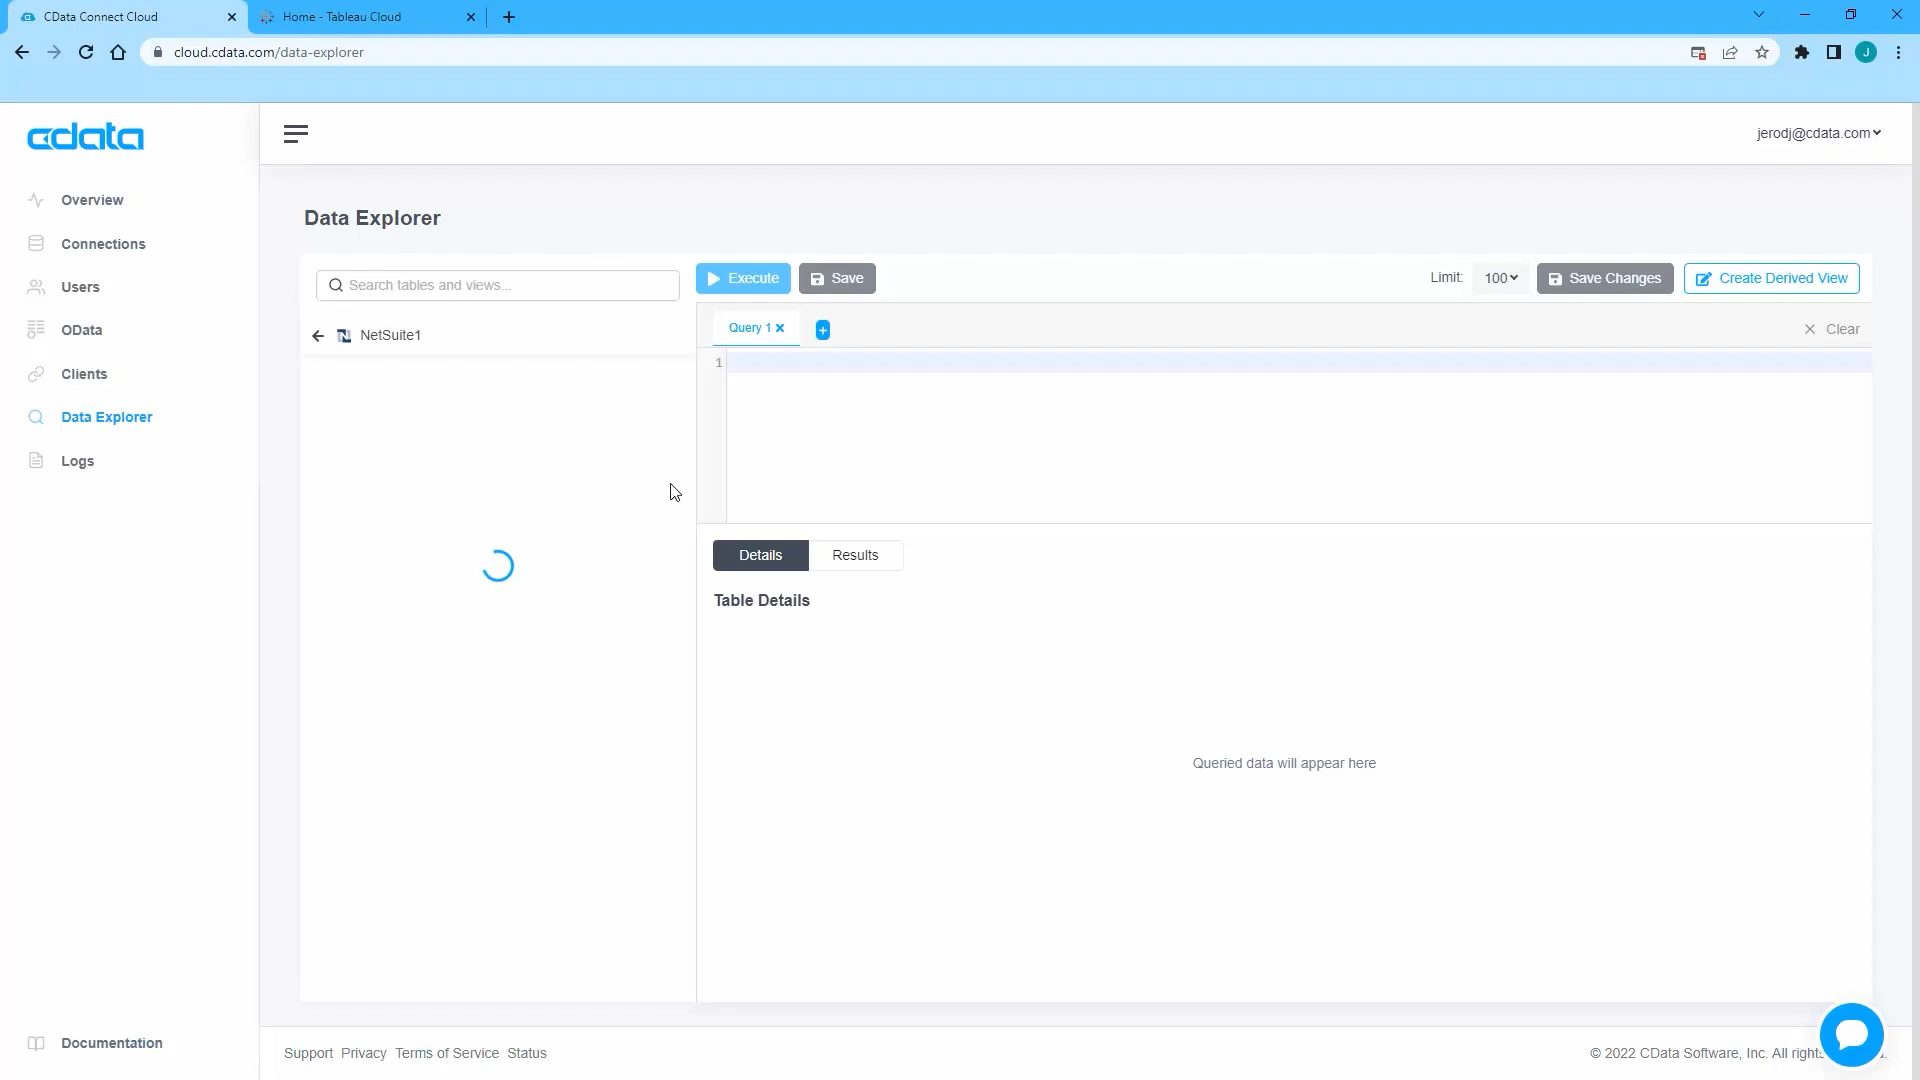 CData Connect Cloud
Home - Tableau Cloud
cloud.cdata.com/data-explorer
J
cdata
jerodj@cdata.com
Overview
Connections
Users
OData
Clients
Data Explorer
Logs
Documentation
Data Explorer
Search tables and views...
NetSuite1
Execute
Save
Limit:
100
Save Changes
Create Derived View
Query 1
Clear
1
Details
Results
Table Details
Queried data will appear here
Support Privacy Terms of Service Status
© 2022 CData Software, Inc. All rights